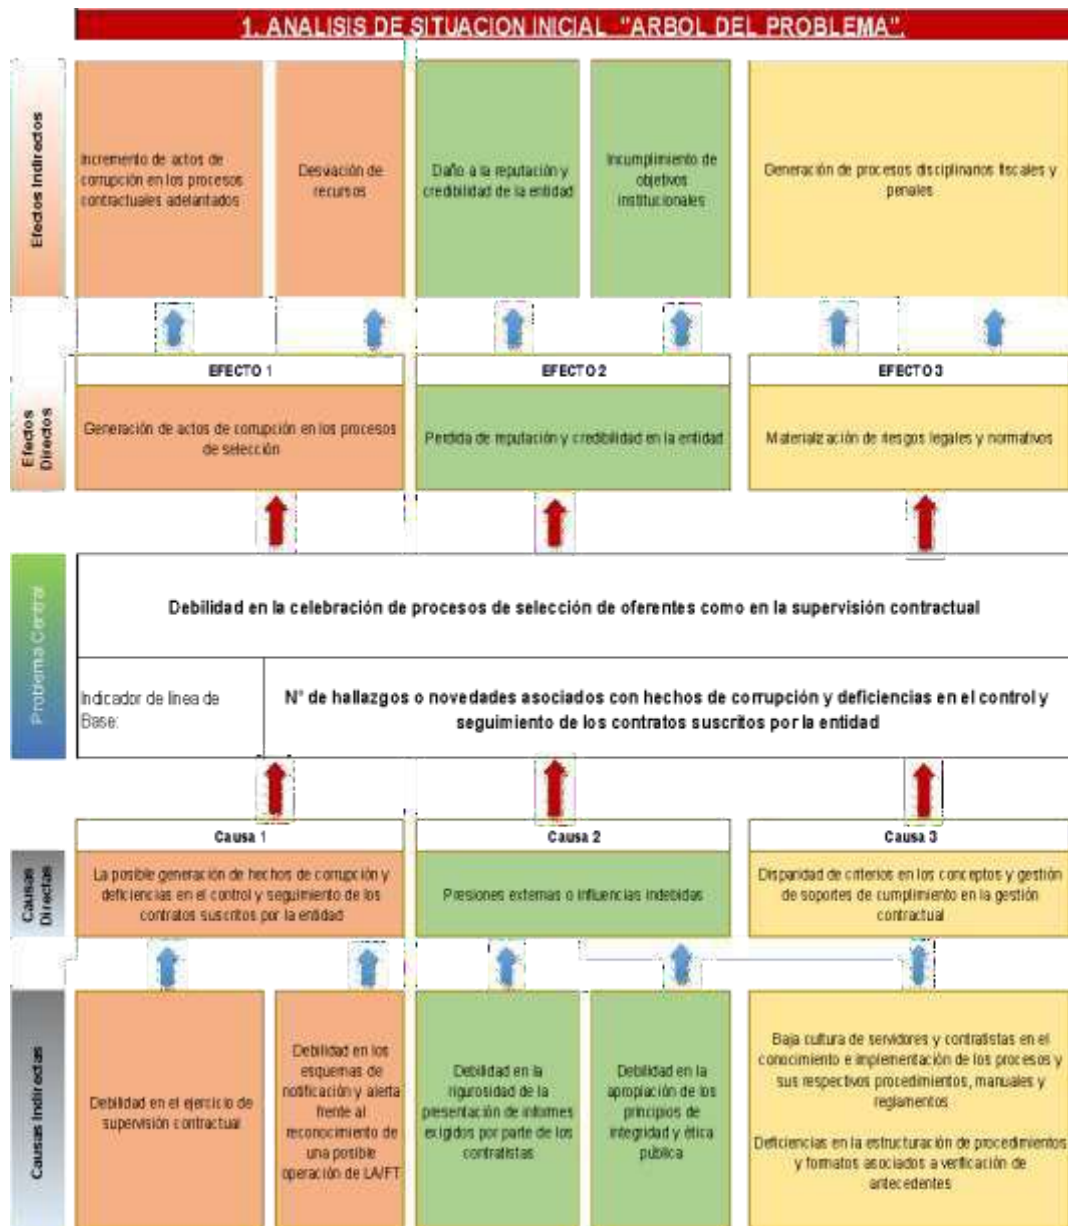 1. ANALISIS DE SITUACION INICIAL "ARBOL DEL PROBLEMA".
Efectos Indirectos
Incremento de actos de
corrupción en los procesos
contractuales adelantados
Desviación de
recursos
Daño a la reputación y
credibilidad de la entidad
Incumplimiento de
objetivos
institucionales
Generación de procesos disciplinarios fiscales y
penales
Efectos
Directos
EFECTO 1
Generación de actos de corrupción en los procesos
de selección
EFECTO 2
Perdida de reputación y credibilidad en la entidad
EFECTO 3
Materialización de riesgos legales y normativos
Problema Central
Debilidad en la celebración de procesos de selección de oferentes como en la supervisión contractual
Indicador de línea de
Base:
N° de hallazgos o novedades asociados con hechos de corrupción y deficiencias en el control y
seguimiento de los contratos suscritos por la entidad
Causas
Directas
Causa 1
La posible generación de hechos de corrupción y
deficiencias en el control y seguimiento de los
contratos suscritos por la entidad
Causa 2
Presiones externas o influencias indebidas
Causa 3
Disparidad de criterios en los conceptos y gestión
de soportes de cumplimiento en la gestión
contractual
Causas Indirectas
Debilidad en el ejercicio de
supervisión contractual
Debilidad en los
esquemas de
notificación y alerta
frente al
reconocimiento de
una posible
operación de LA/FT
Debilidad en la
rigurosidad de la
presentación de informes
exigidos por parte de los
contratistas
Debilidad en la
apropiación de los
principios de
integridad y ética
pública
Baja cultura de servidores y contratistas en el
conocimiento e implementación de los procesos y
sus respectivos procedimientos, manuales y
reglamentos
Deficiencias en la estructuración de procedimientos
y formatos asociados a verificación de
antecedentes